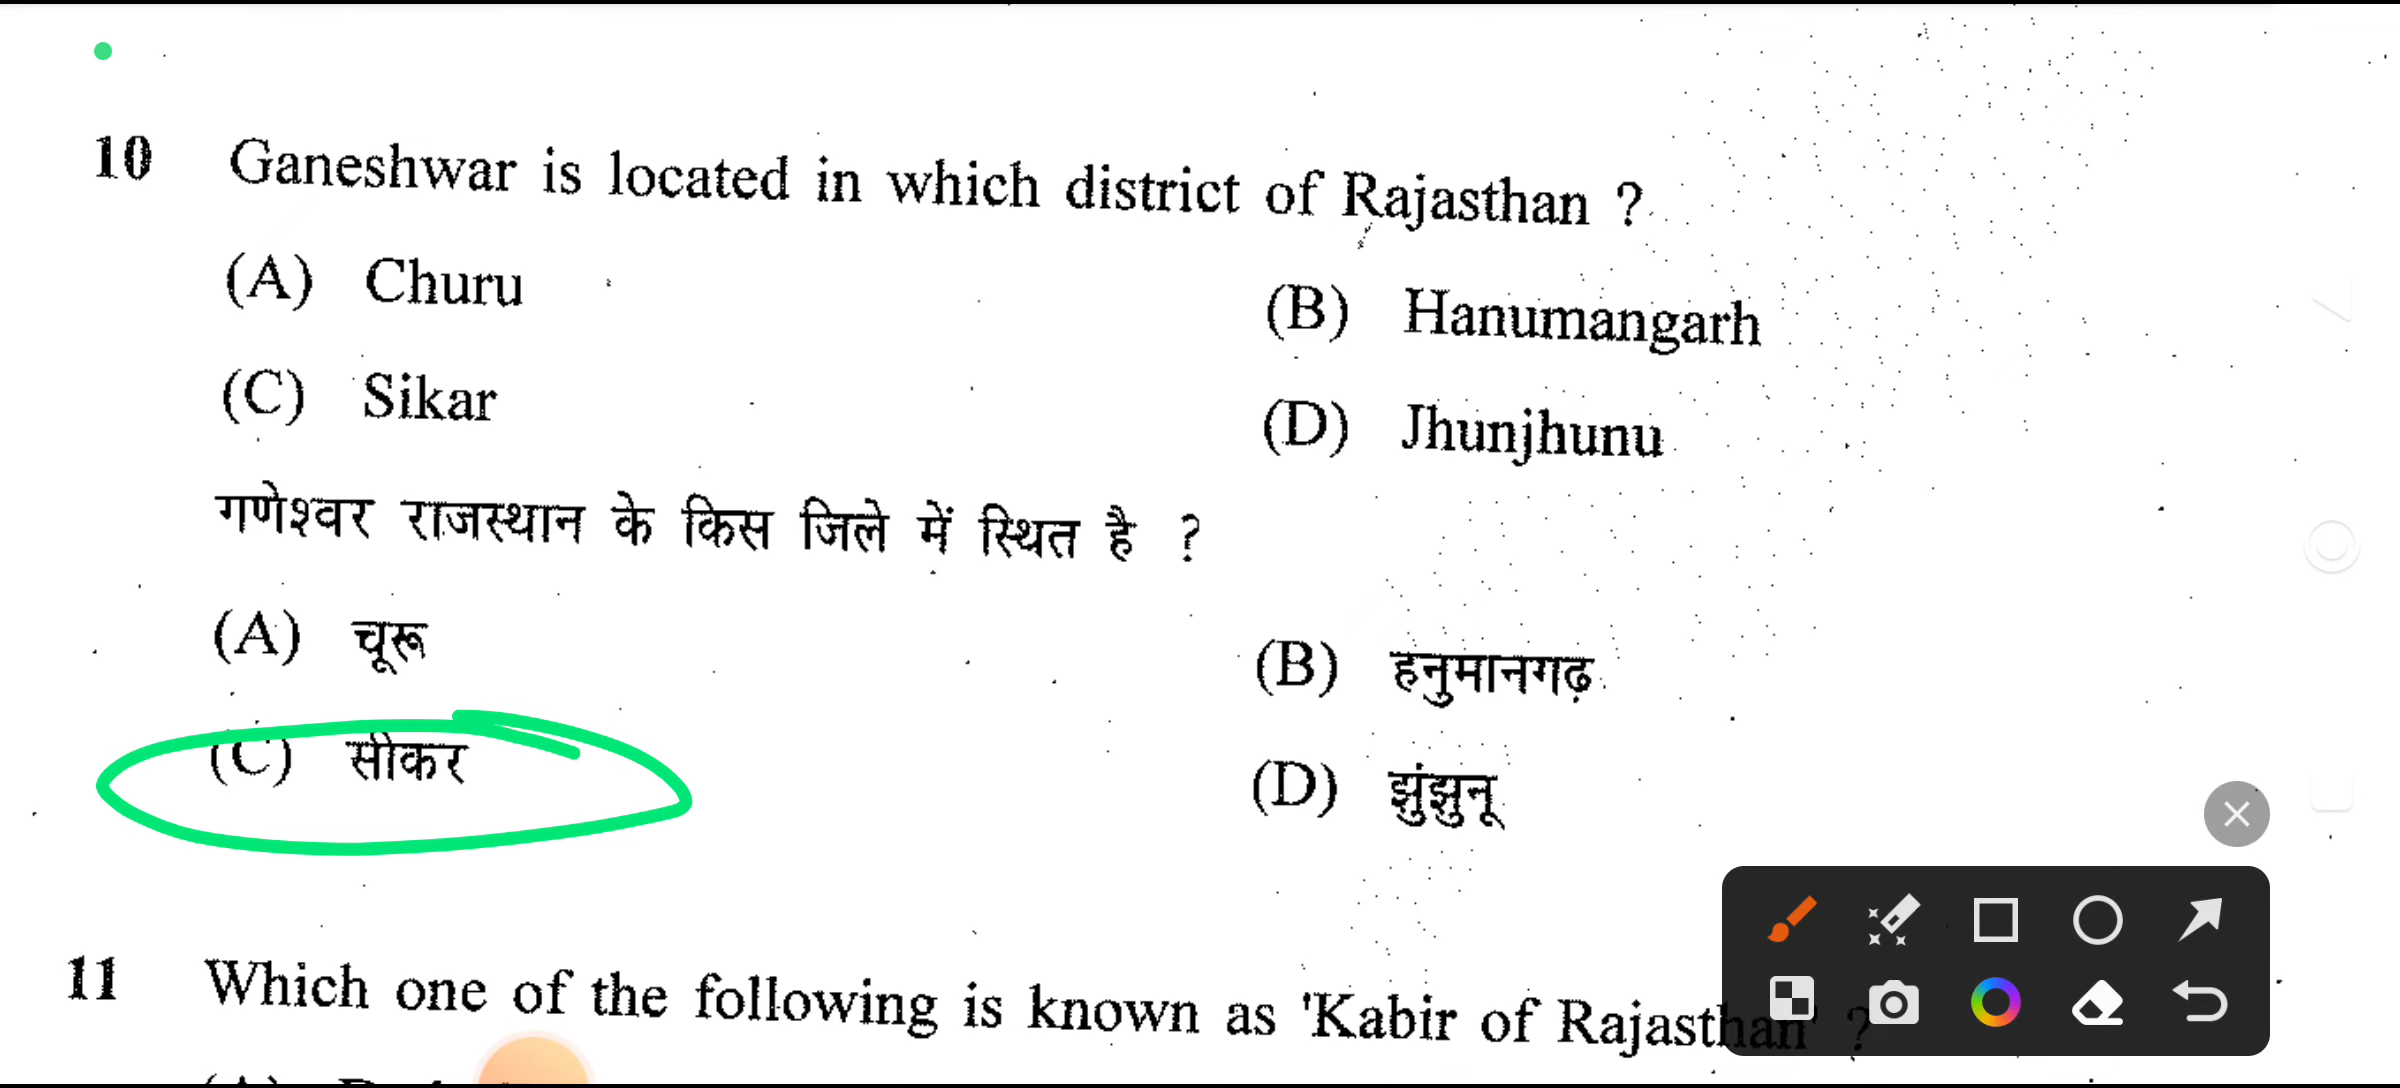 10 Ganeshwar is located in which district of Rajasthan ?
(A) Churu
(B) Hanumangarh
(C) Sikar
(D) Jhunjhunu
गणेश्वर राजस्थान के किस जिले में स्थित है ?
(A) चूरू
(B) हनुमानगढ़
(C) सीकर
(D) झुंझुनू
11 Which one of the following is known as 'Kabir of Rajasthan' ?